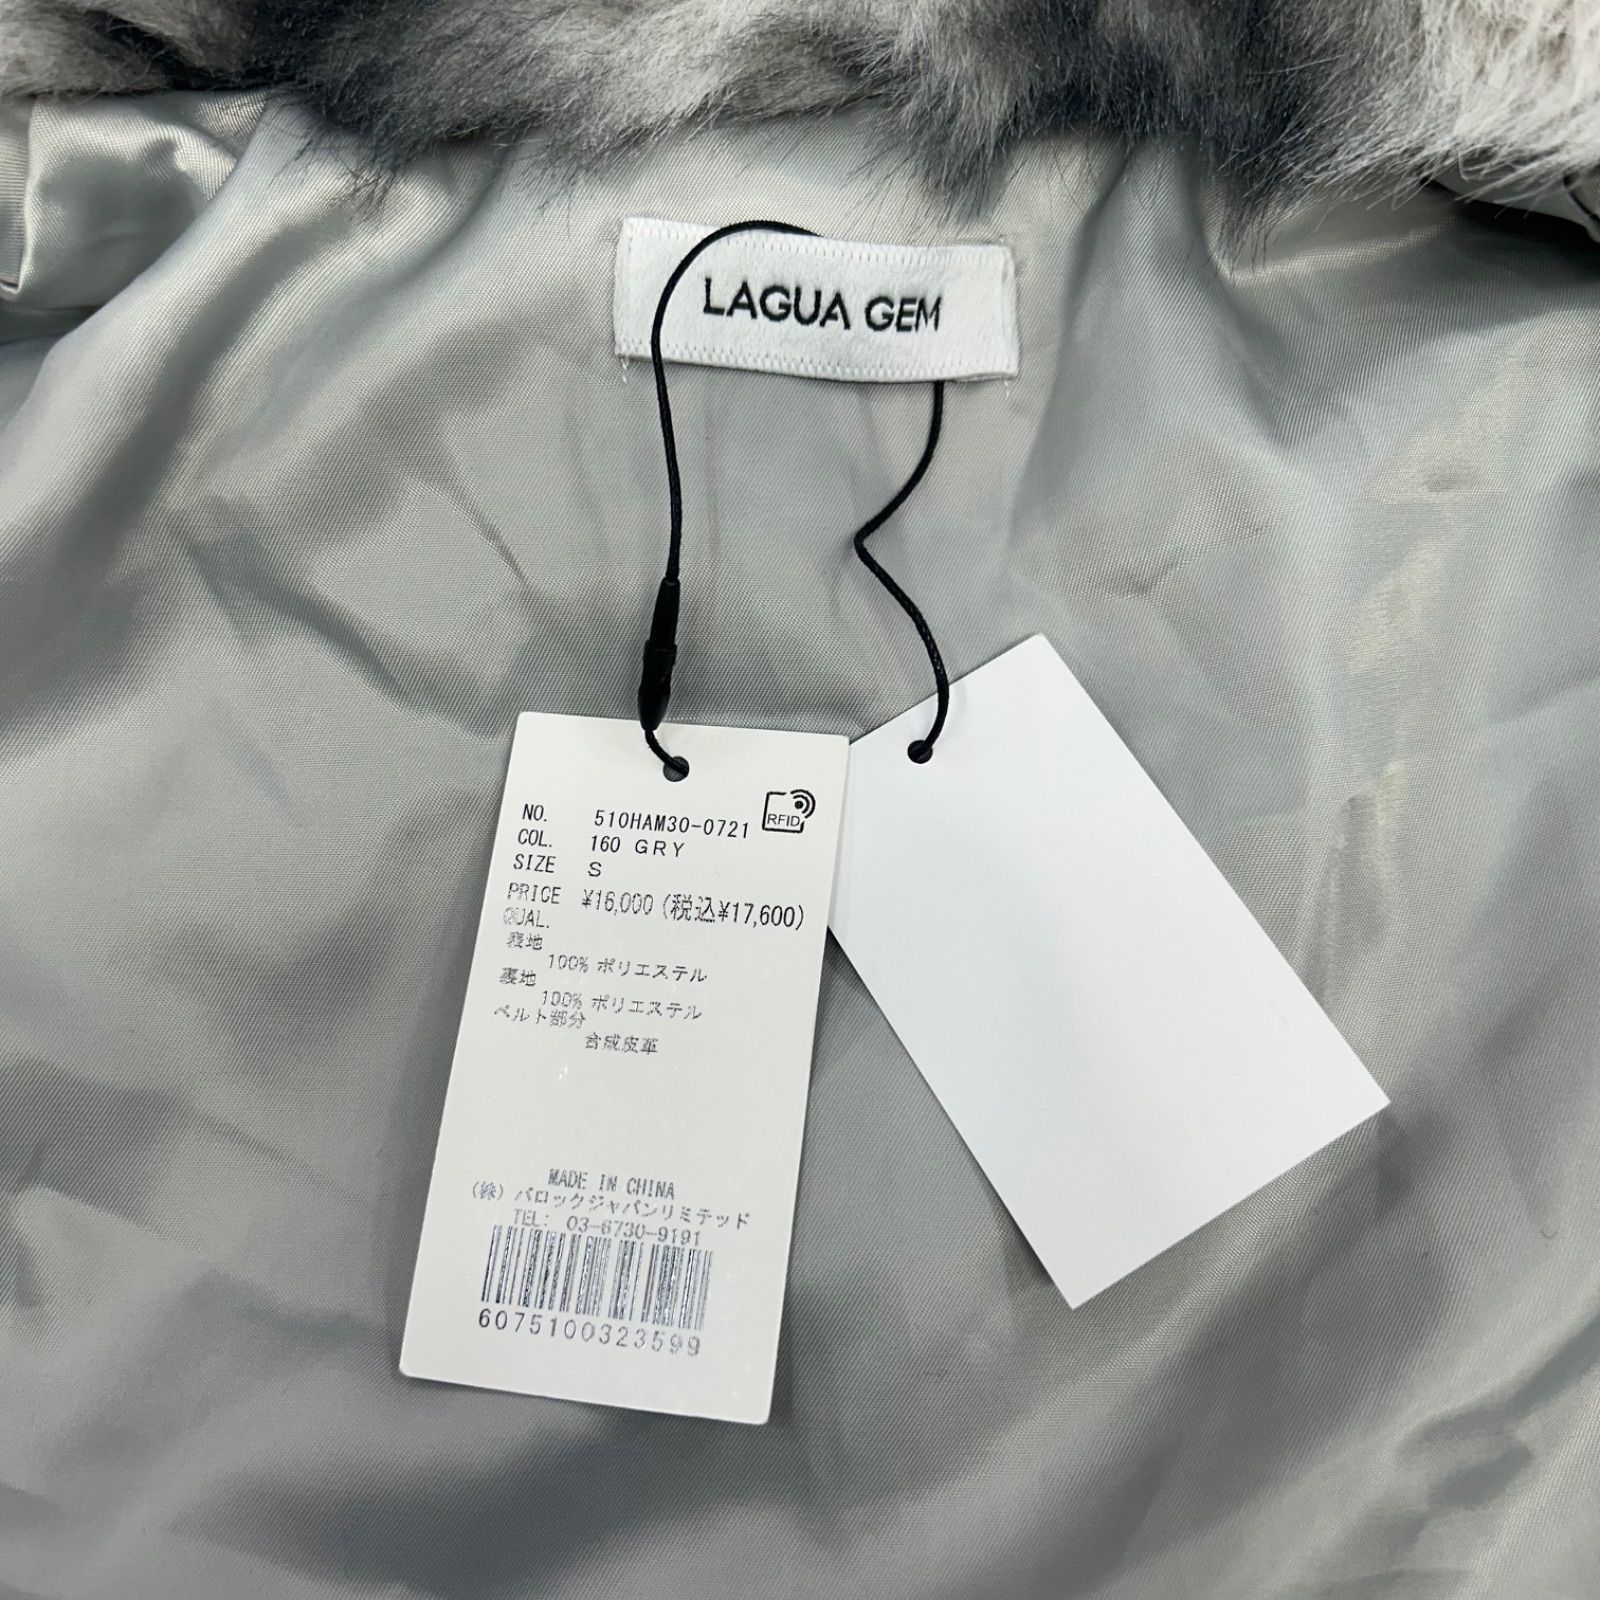 LAGUA GEM
RFID
NO. 510HAM30-0721
COL. 160 GRY
SIZE S
PRICE ¥16,000 (税込¥17,600)
QUAL.
表地
100% ポリエステル
裏地
100% ポリエステル
ベルト部分
合成皮革
MADE IN CHINA
(株) バロックジャパンリミテッド
TEL: 03-6730-9191
6075100323599